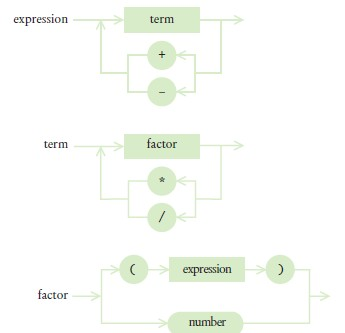 expression term
+
–
term factor
*
/
( expression )
factor
number